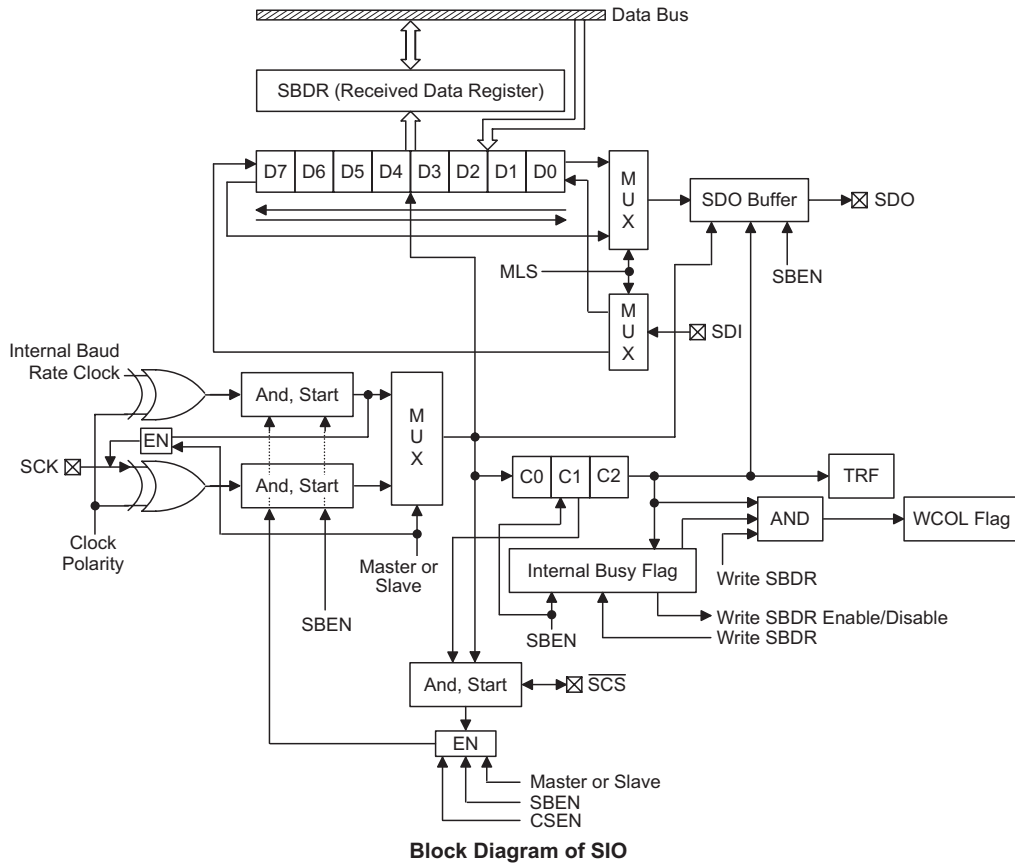 Data Bus
SBDR (Received Data Register)
D7 D6 D5 D4 D3 D2 D1 D0
MUX
SDO Buffer
SDO
MLS
SBEN
MUX
SDI
Internal Baud
Rate Clock
And, Start
MUX
EN
SCK
And, Start
C0 C1 C2
TRF
AND
WCOL Flag
Clock
Polarity
Master or
Slave
Internal Busy Flag
Write SBDR
SBEN
Write SBDR Enable/Disable
SBEN
Write SBDR
And, Start
SCS
EN
Master or Slave
SBEN
CSEN
Block Diagram of SIO